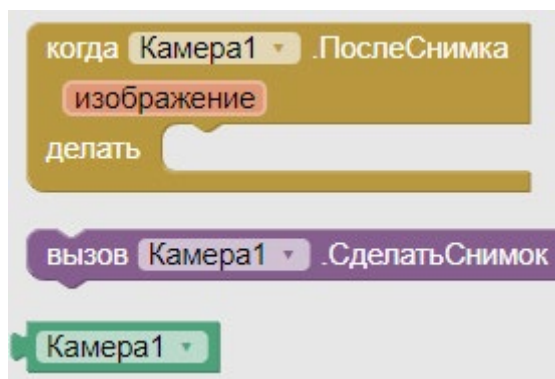 когда Камера1 .ПослеСнимка
изображение
делать
вызов Камера1 .СделатьСнимок
Камера1